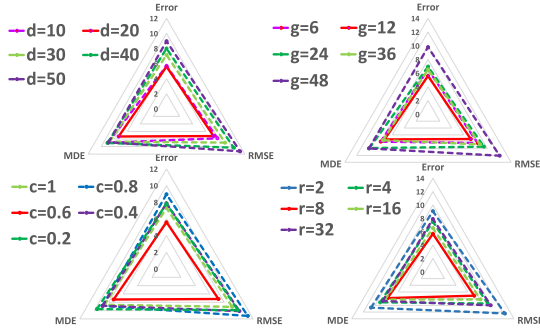 Error
12
10
8
6
4
2
0
MDE
RMSE
d=10 d=20
d=30 d=40
d=50
Error
14
12
10
8
6
4
2
0
MDE
RMSE
g=6 g=12
g=24 g=36
g=48
Error
12
10
8
6
4
2
0
MDE
RMSE
c=1 c=0.8
c=0.6 c=0.4
c=0.2
Error
14
12
10
8
6
4
2
0
MDE
RMSE
r=2 r=4
r=8 r=16
r=32